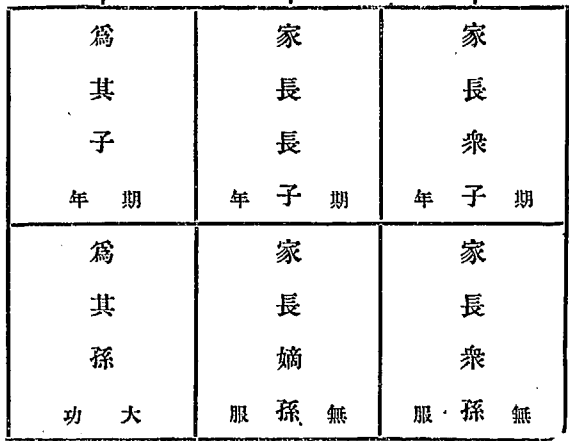 家長衆子
期年
家長長子
期年
爲其子
期年
家長衆孫
無服
家長嫡孫
無服
爲其孫
大功